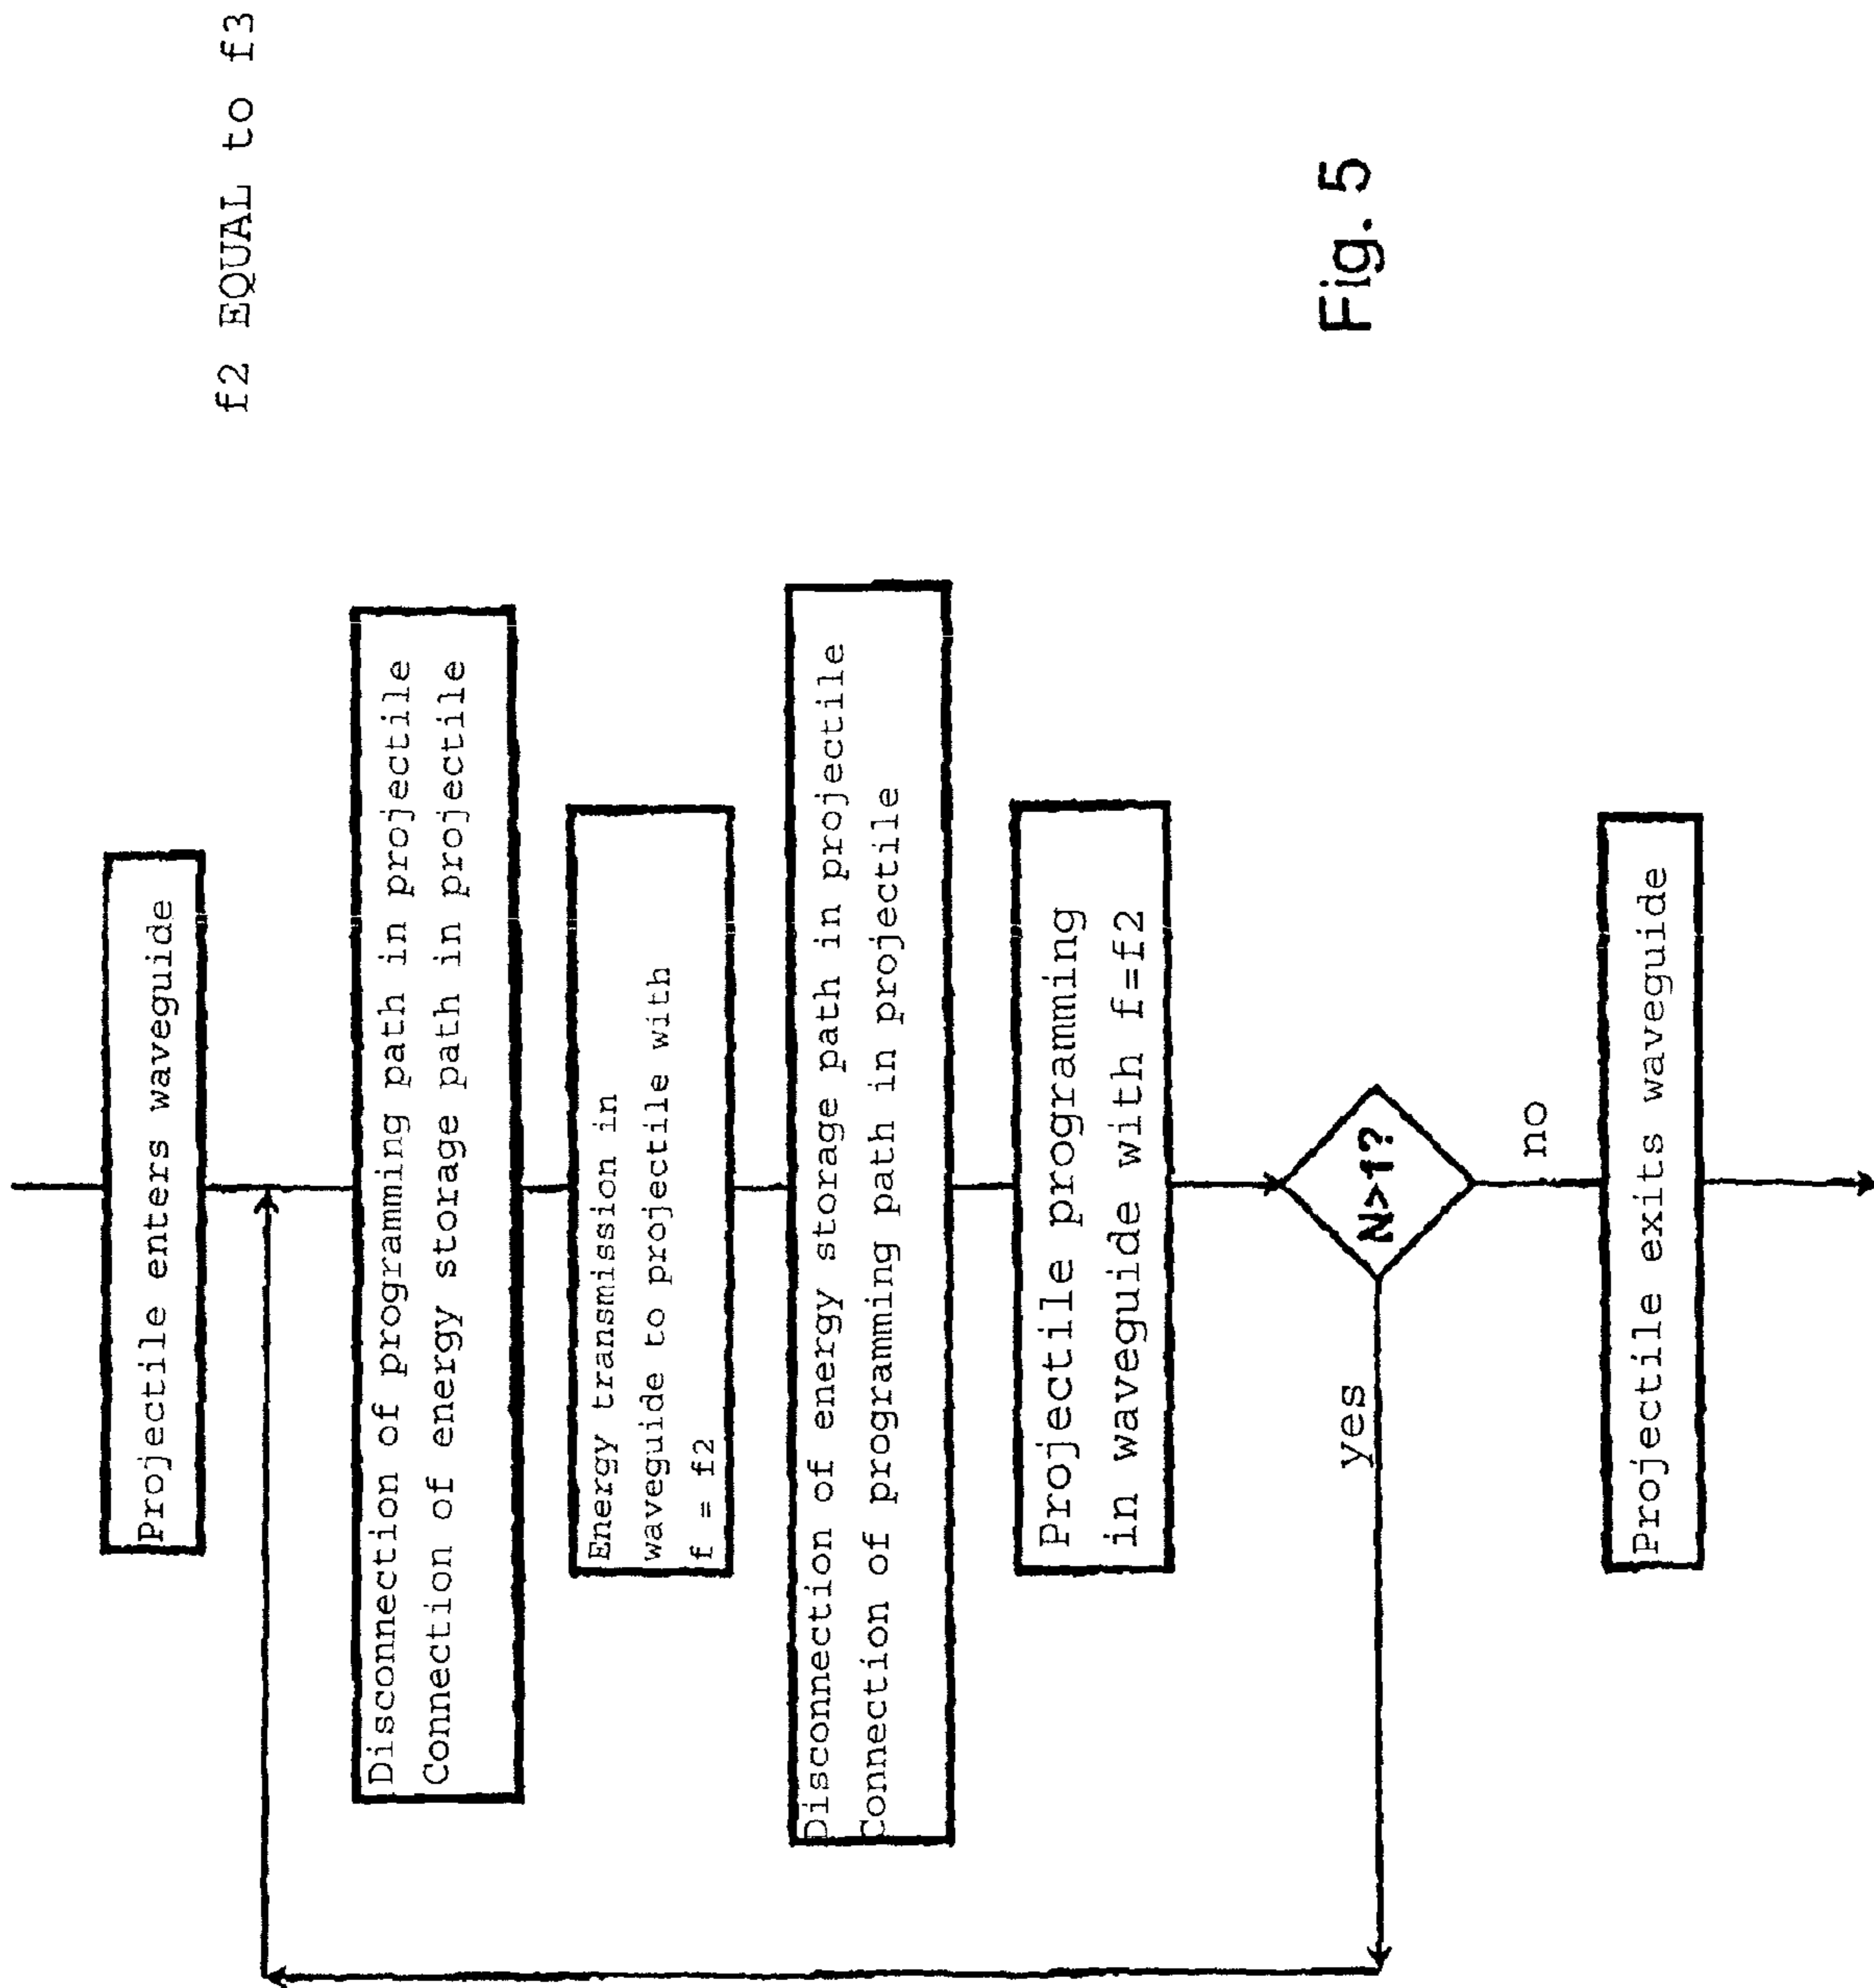 f2 EQUAL to f3
Projectile enters waveguide
Disconnection of programming path in projectile
Connection of energy storage path in projectile
Energy transmission in
waveguide to projectile with
f = f2
Disconnection of energy storage path in projectile
Connection of programming path in projectile
Projectile programming
in waveguide with f=f2
N>1?
yes
no
Projectile exits waveguide
Fig. 5